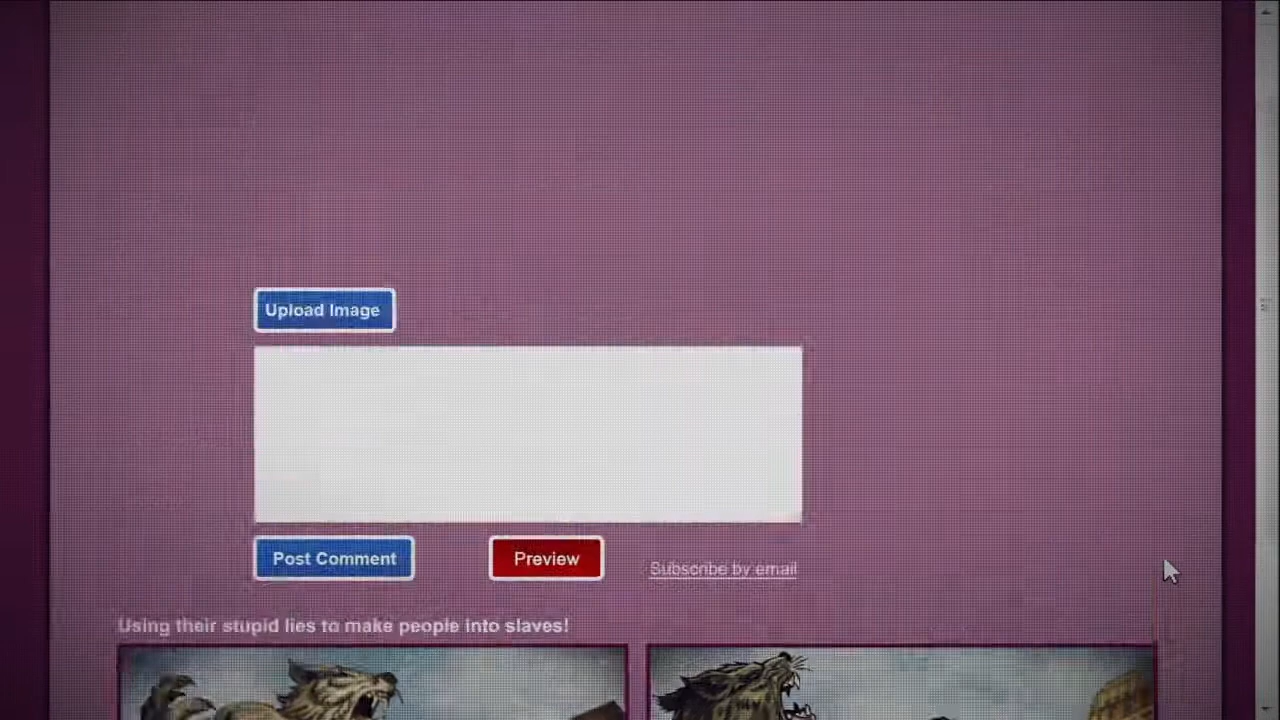 Upload Image
Post Comment
Preview
Subscribe by email
Using their stupid lies to make people into slaves!